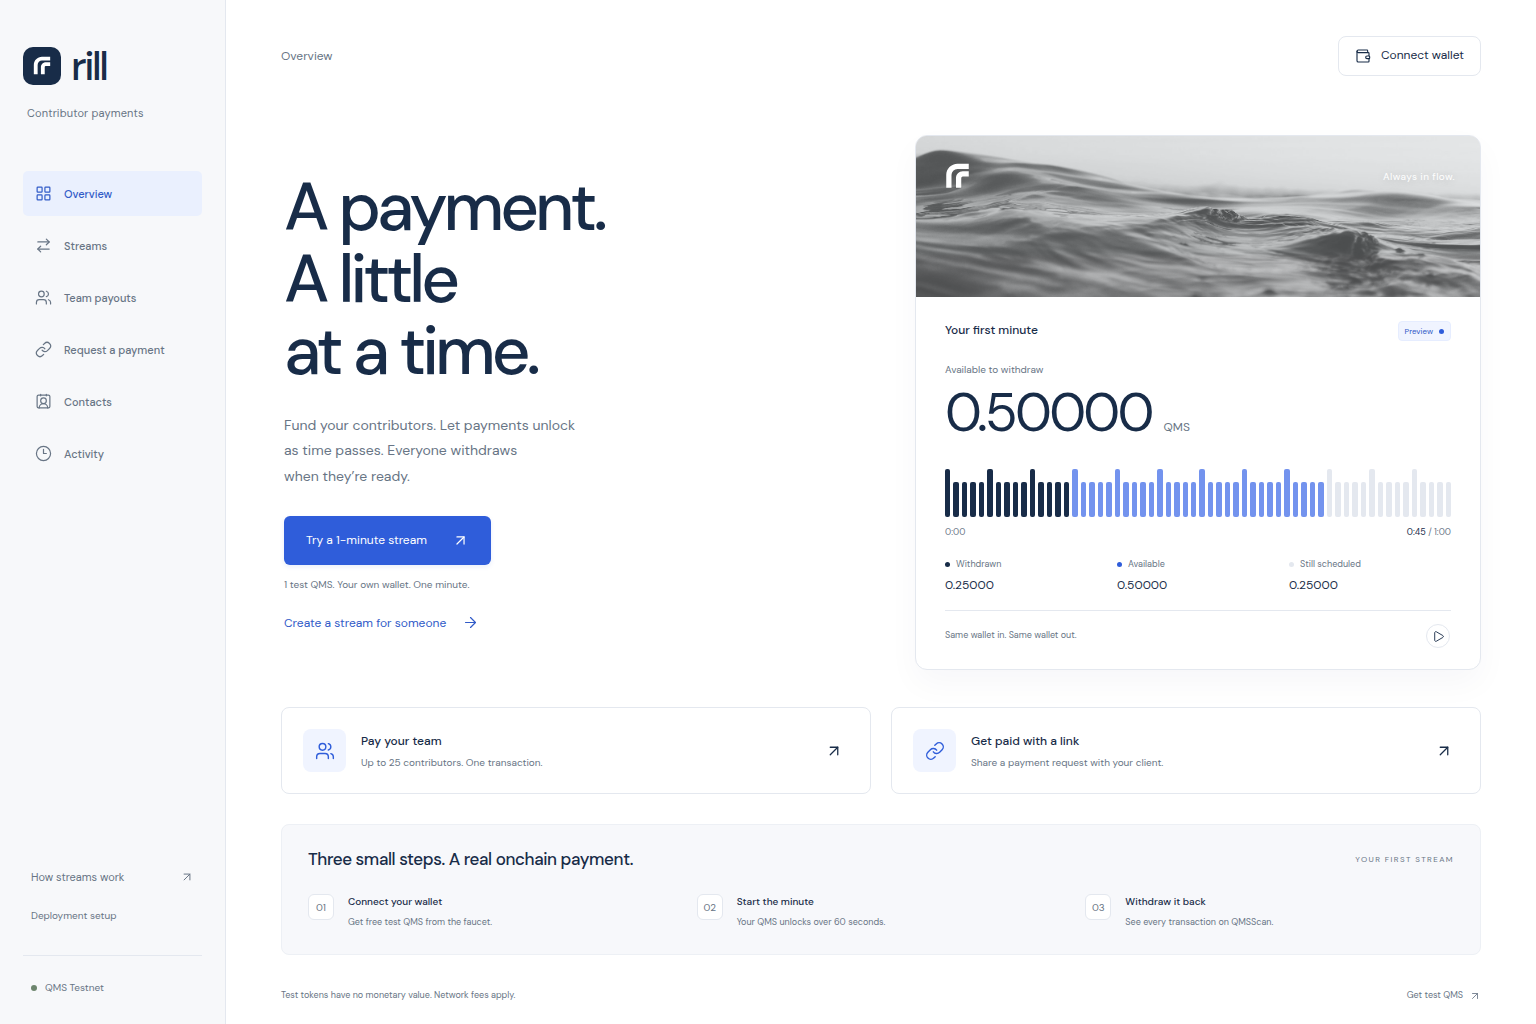 rill
Contributor payments
Overview
Streams
Team payouts
Request a payment
Contacts
Activity
How streams work
Deployment setup
QMS Testnet
Overview
Connect wallet
A payment.
A little
at a time.
Fund your contributors. Let payments unlock
as time passes. Everyone withdraws
when they’re ready.
Try a 1-minute stream
1 test QMS. Your own wallet. One minute.
Create a stream for someone
Always in flow.
Your first minute
Preview
Available to withdraw
0.50000 QMS
0:00
0:45 / 1:00
Withdrawn
0.25000
Available
0.50000
Still scheduled
0.25000
Same wallet in. Same wallet out.
Pay your team
Up to 25 contributors. One transaction.
Get paid with a link
Share a payment request with your client.
Three small steps. A real onchain payment.
YOUR FIRST STREAM
01
Connect your wallet
Get free test QMS from the faucet.
02
Start the minute
Your QMS unlocks over 60 seconds.
03
Withdraw it back
See every transaction on QMSScan.
Test tokens have no monetary value. Network fees apply.
Get test QMS